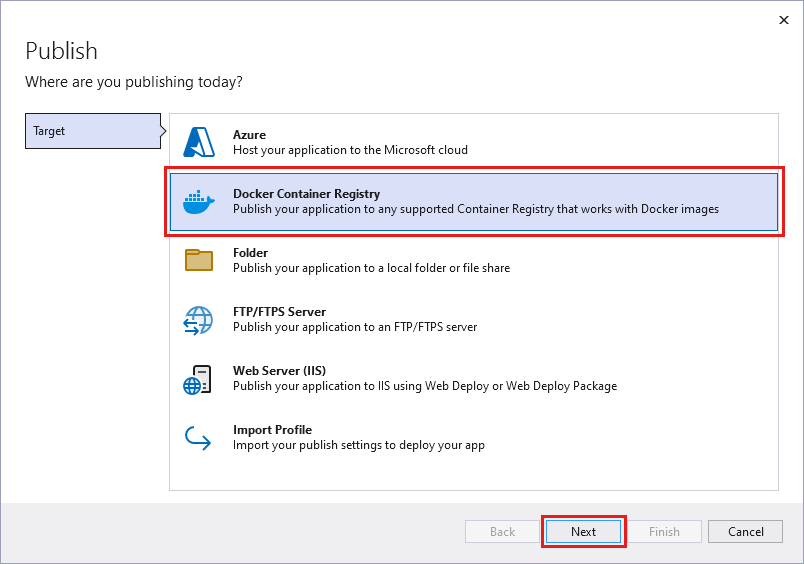 Publish
Where are you publishing today?
Target
Azure
Host your application to the Microsoft cloud
Docker Container Registry
Publish your application to any supported Container Registry that works with Docker images
Folder
Publish your application to a local folder or file share
FTP/FTPS Server
Publish your application to an FTP/FTPS server
Web Server (IIS)
Publish your application to IIS using Web Deploy or Web Deploy Package
Import Profile
Import your publish settings to deploy your app
Back
Next
Finish
Cancel